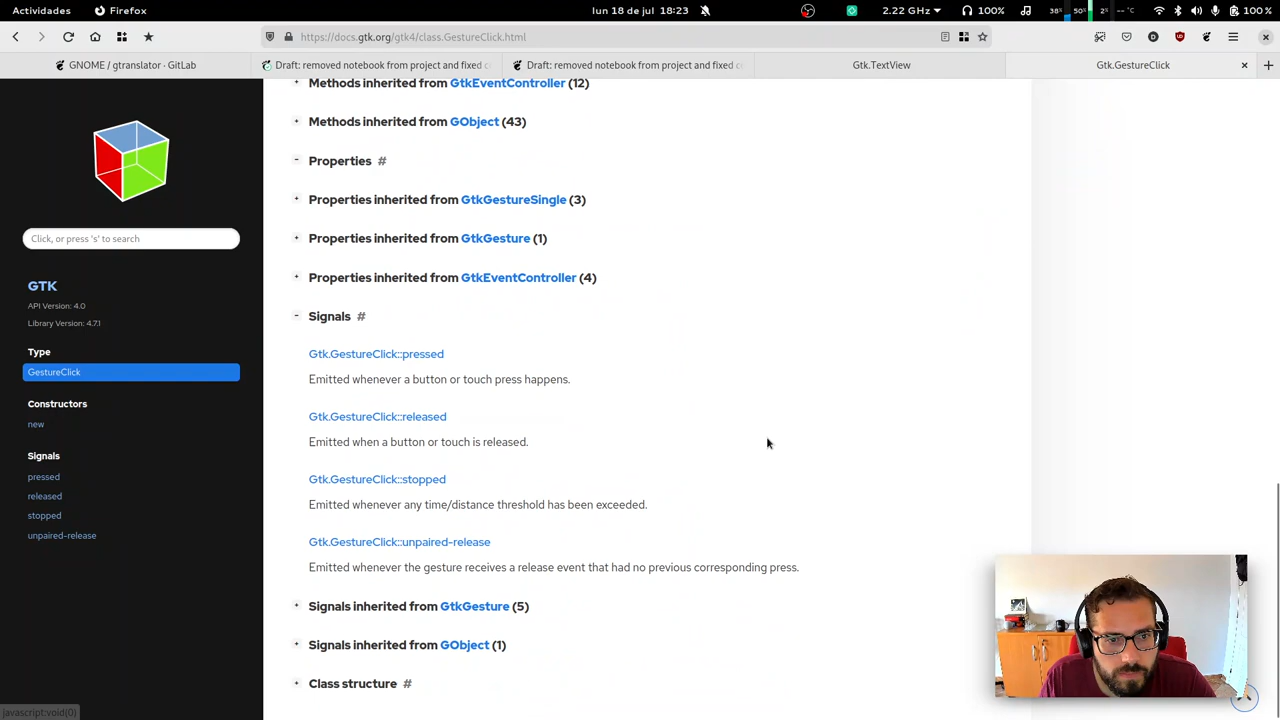 Actividades Firefox lun 18 de jul 18:23 2.22 GHz 100% 38% 50% 2% --°C 100 %
https://docs.gtk.org/gtk4/class.GestureClick.html
GNOME / gtranslator · GitLab Draft: removed notebook from project and fixed c Draft: removed notebook from project and fixed c Gtk.TextView Gtk.GestureClick ×
Click, or press 's' to search
GTK
API Version: 4.0
Library Version: 4.7.1
Type
GestureClick
Constructors
new
Signals
pressed
released
stopped
unpaired-release
+ Methods inherited from GtkEventController (12)
+ Methods inherited from GObject (43)
- Properties #
+ Properties inherited from GtkGestureSingle (3)
+ Properties inherited from GtkGesture (1)
+ Properties inherited from GtkEventController (4)
- Signals #
Gtk.GestureClick::pressed
Emitted whenever a button or touch press happens.
Gtk.GestureClick::released
Emitted when a button or touch is released.
Gtk.GestureClick::stopped
Emitted whenever any time/distance threshold has been exceeded.
Gtk.GestureClick::unpaired-release
Emitted whenever the gesture receives a release event that had no previous corresponding press.
+ Signals inherited from GtkGesture (5)
+ Signals inherited from GObject (1)
+ Class structure #
javascript:void(0)